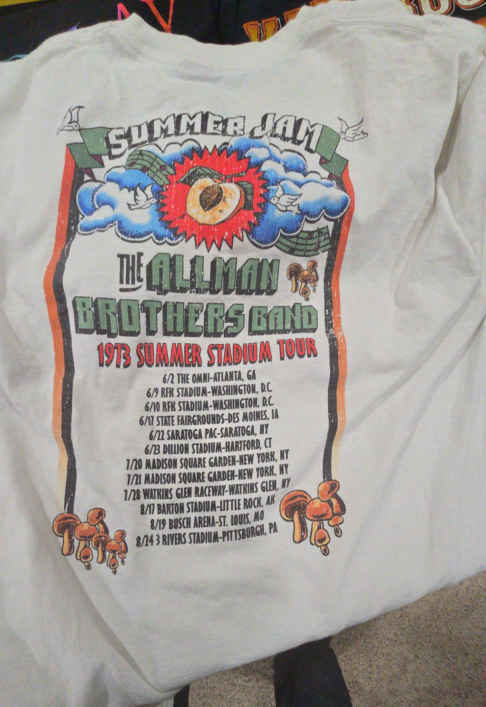 SUMMER JAM
THE ALLMAN
BROTHERS BAND
1973 SUMMER STADIUM TOUR
6/2 THE OMNI-ATLANTA, GA
6/9 RFK STADIUM-WASHINGTON, D.C.
6/10 RFK STADIUM-WASHINGTON, D.C.
6/17 STATE FAIRGROUNDS-DES MOINES, IA
6/22 SARATOGA PAC-SARATOGA, NY
6/23 DILLION STADIUM-HARTFORD, CT
7/20 MADISON SQUARE GARDEN-NEW YORK, NY
7/21 MADISON SQUARE GARDEN-NEW YORK, NY
7/28 WATKINS GLEN RACEWAY-WATKINS GLEN, NY
8/17 BARTON STADIUM-LITTLE ROCK, AK
8/19 BUSCH ARENA-ST. LOUIS, MO
8/24 3 RIVERS STADIUM-PITTSBURGH, PA